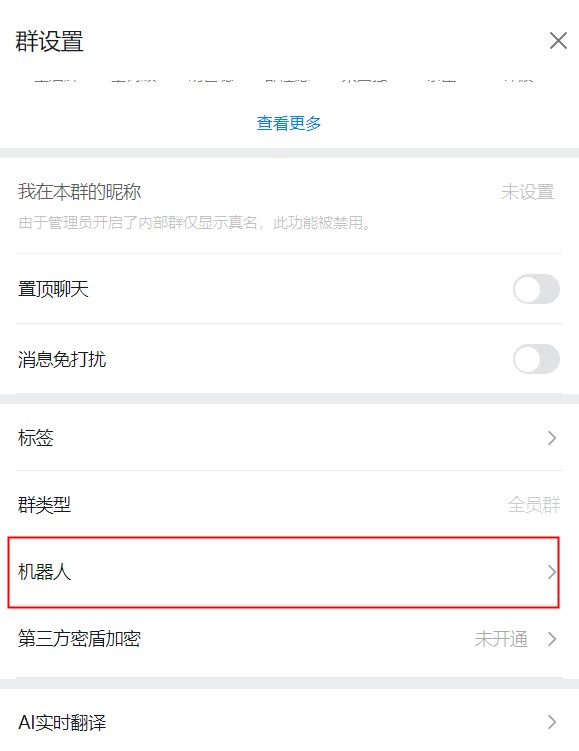 群设置
查看更多
我在本群的昵称 未设置
由于管理员开启了内部群仅显示真名，此功能被禁用。
置顶聊天
消息免打扰
标签
群类型 全员群
机器人
第三方密盾加密 未开通
AI实时翻译